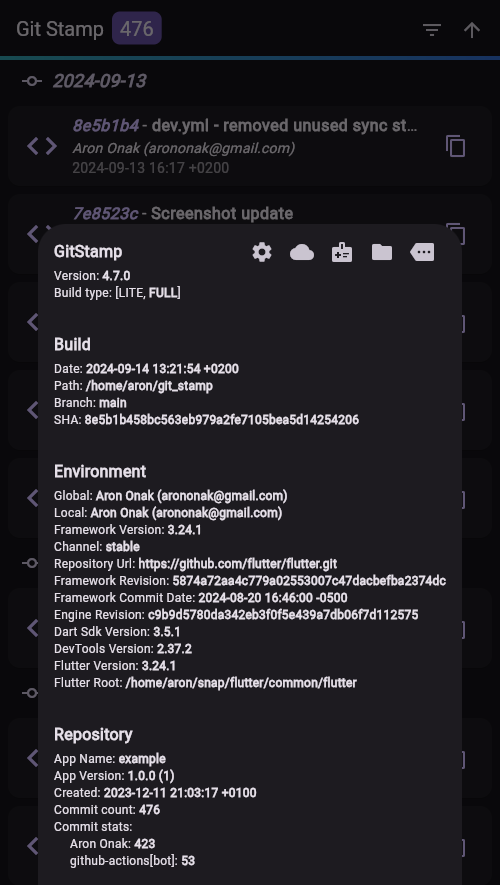 Git Stamp 476
2024-09-13
8e5b1b4 - dev.yml - removed unused sync st...
Aron Onak (arononak@gmail.com)
2024-09-13 16:17 +0200
7e8523c - Screenshot update
GitStamp
Version: 4.7.0
Build type: [LITE, FULL]
Build
Date: 2024-09-14 13:21:54 +0200
Path: /home/aron/git_stamp
Branch: main
SHA: 8e5b1b458bc563eb979a2fe7105bea5d14254206
Environment
Global: Aron Onak (arononak@gmail.com)
Local: Aron Onak (arononak@gmail.com)
Framework Version: 3.24.1
Channel: stable
Repository Url: https://github.com/flutter/flutter.git
Framework Revision: 5874a72aa4c779a02553007c47dacbefba2374dc
Framework Commit Date: 2024-08-20 16:46:00 -0500
Engine Revision: c9b9d5780da342eb3f0f5e439a7db06f7d112575
Dart Sdk Version: 3.5.1
DevTools Version: 2.37.2
Flutter Version: 3.24.1
Flutter Root: /home/aron/snap/flutter/common/flutter
Repository
App Name: example
App Version: 1.0.0 (1)
Created: 2023-12-11 21:03:17 +0100
Commit count: 476
Commit stats:
Aron Onak: 423
github-actions[bot]: 53